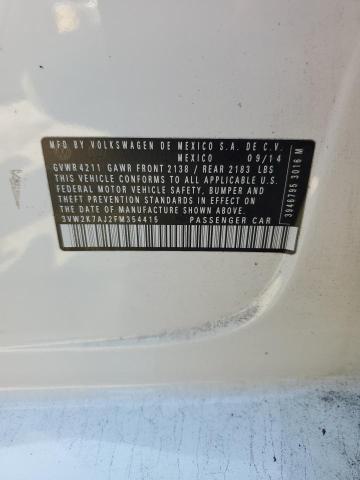 MFD BY VOLKSWAGEN DE MEXICO S.A. DE C.V.
MEXICO 09/14
GVWR4211 GAWR FRONT 2138 / REAR 2183 LBS
THIS VEHICLE CONFORMS TO ALL APPLICABLE
FEDERAL MOTOR VEHICLE SAFETY, BUMPER AND
THEFT PREVENTION STANDARDS IN EFFECT ON
THE DATE OF MANUFACTURE SHOWN ABOVE
3VW2K7AJ2FM354415 PASSENGER CAR
3946795 3016 M